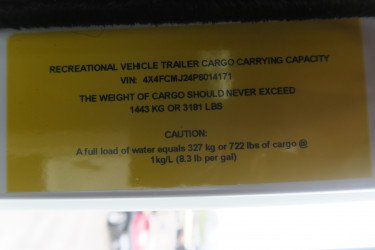 RECREATIONAL VEHICLE TRAILER CARGO CARRYING CAPACITY
VIN: 4X4FCMJ24P6014171
THE WEIGHT OF CARGO SHOULD NEVER EXCEED
1443 KG OR 3181 LBS
CAUTION:
A full load of water equals 327 kg or 722 lbs of cargo @
1kg/L (8.3 lb per gal)